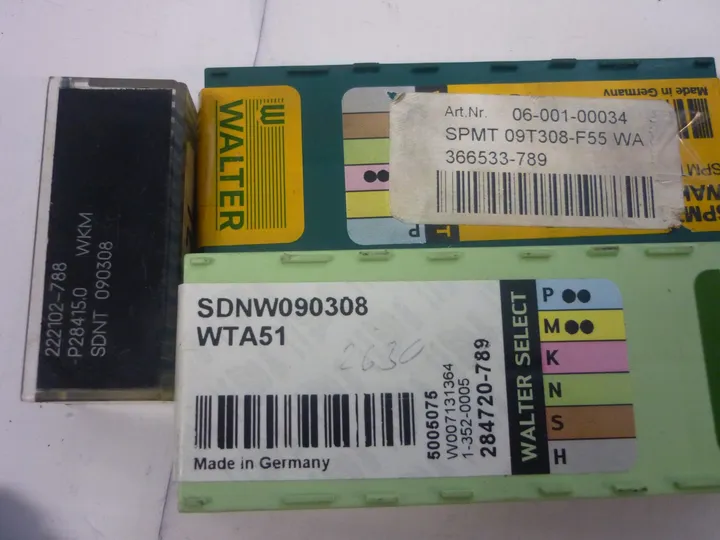 222102-788
-P28415.0 WKM
SDNT 090308
WALTER
Art.Nr. 06-001-00034
SPMT 09T308-F55 WA
366533-789
Made in Germany
SPMT
P
T
SDNW090308
WTA51
2630
Made in Germany
5005075
W007131364
1-352-0005
284720-789
WALTER SELECT
P
M
K
N
S
H